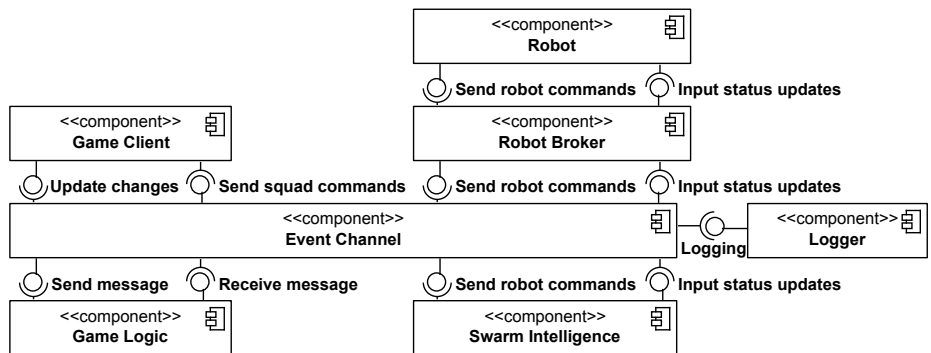 <<component>>
Robot
Send robot commands Input status updates
<<component>>
Game Client
<<component>>
Robot Broker
Update changes Send squad commands Send robot commands Input status updates
<<component>>
Event Channel
Logging
<<component>>
Logger
Send message Receive message Send robot commands Input status updates
<<component>>
Game Logic
<<component>>
Swarm Intelligence